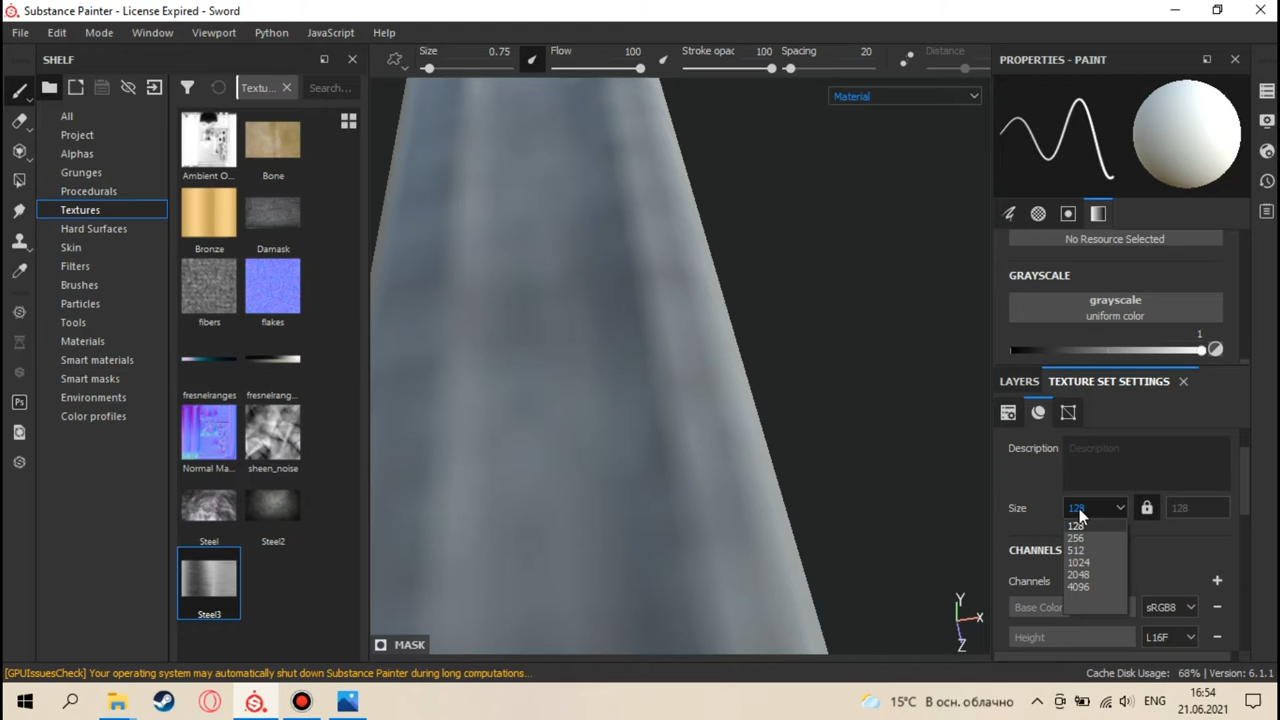 Substance Painter - License Expired - Sword
File Edit Mode Window Viewport Python JavaScript Help
SHELF
Textu... Search...
All
Project
Alphas
Grunges
Procedurals
Textures
Hard Surfaces
Skin
Filters
Brushes
Particles
Tools
Materials
Smart materials
Smart masks
Environments
Color profiles
Ambient O... Bone
Bronze Damask
fibers flakes
fresnelranges fresnelrang...
Normal Ma... sheen_noise
Steel Steel2
Steel3
Size 0.75 Flow 100 Stroke opac 100 Spacing 20 Distance
Material
MASK
Y
X
Z
PROPERTIES - PAINT
No Resource Selected
GRAYSCALE
grayscale
uniform color
1
LAYERS TEXTURE SET SETTINGS
Description Description
Size 128 128
128
256
512
1024
2048
4096
CHANNELS
Channels
Base Color sRGB8
Height L16F
[GPUIssuesCheck] Your operating system may automatically shut down Substance Painter during long computations...
Cache Disk Usage: 68% | Version: 6.1.1
Ps
15°C В осн. облачно ENG 16:54
21.06.2021